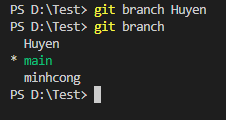 PS D:\Test> git branch Huyen
PS D:\Test> git branch
  Huyen
* main
  minhcong
PS D:\Test>